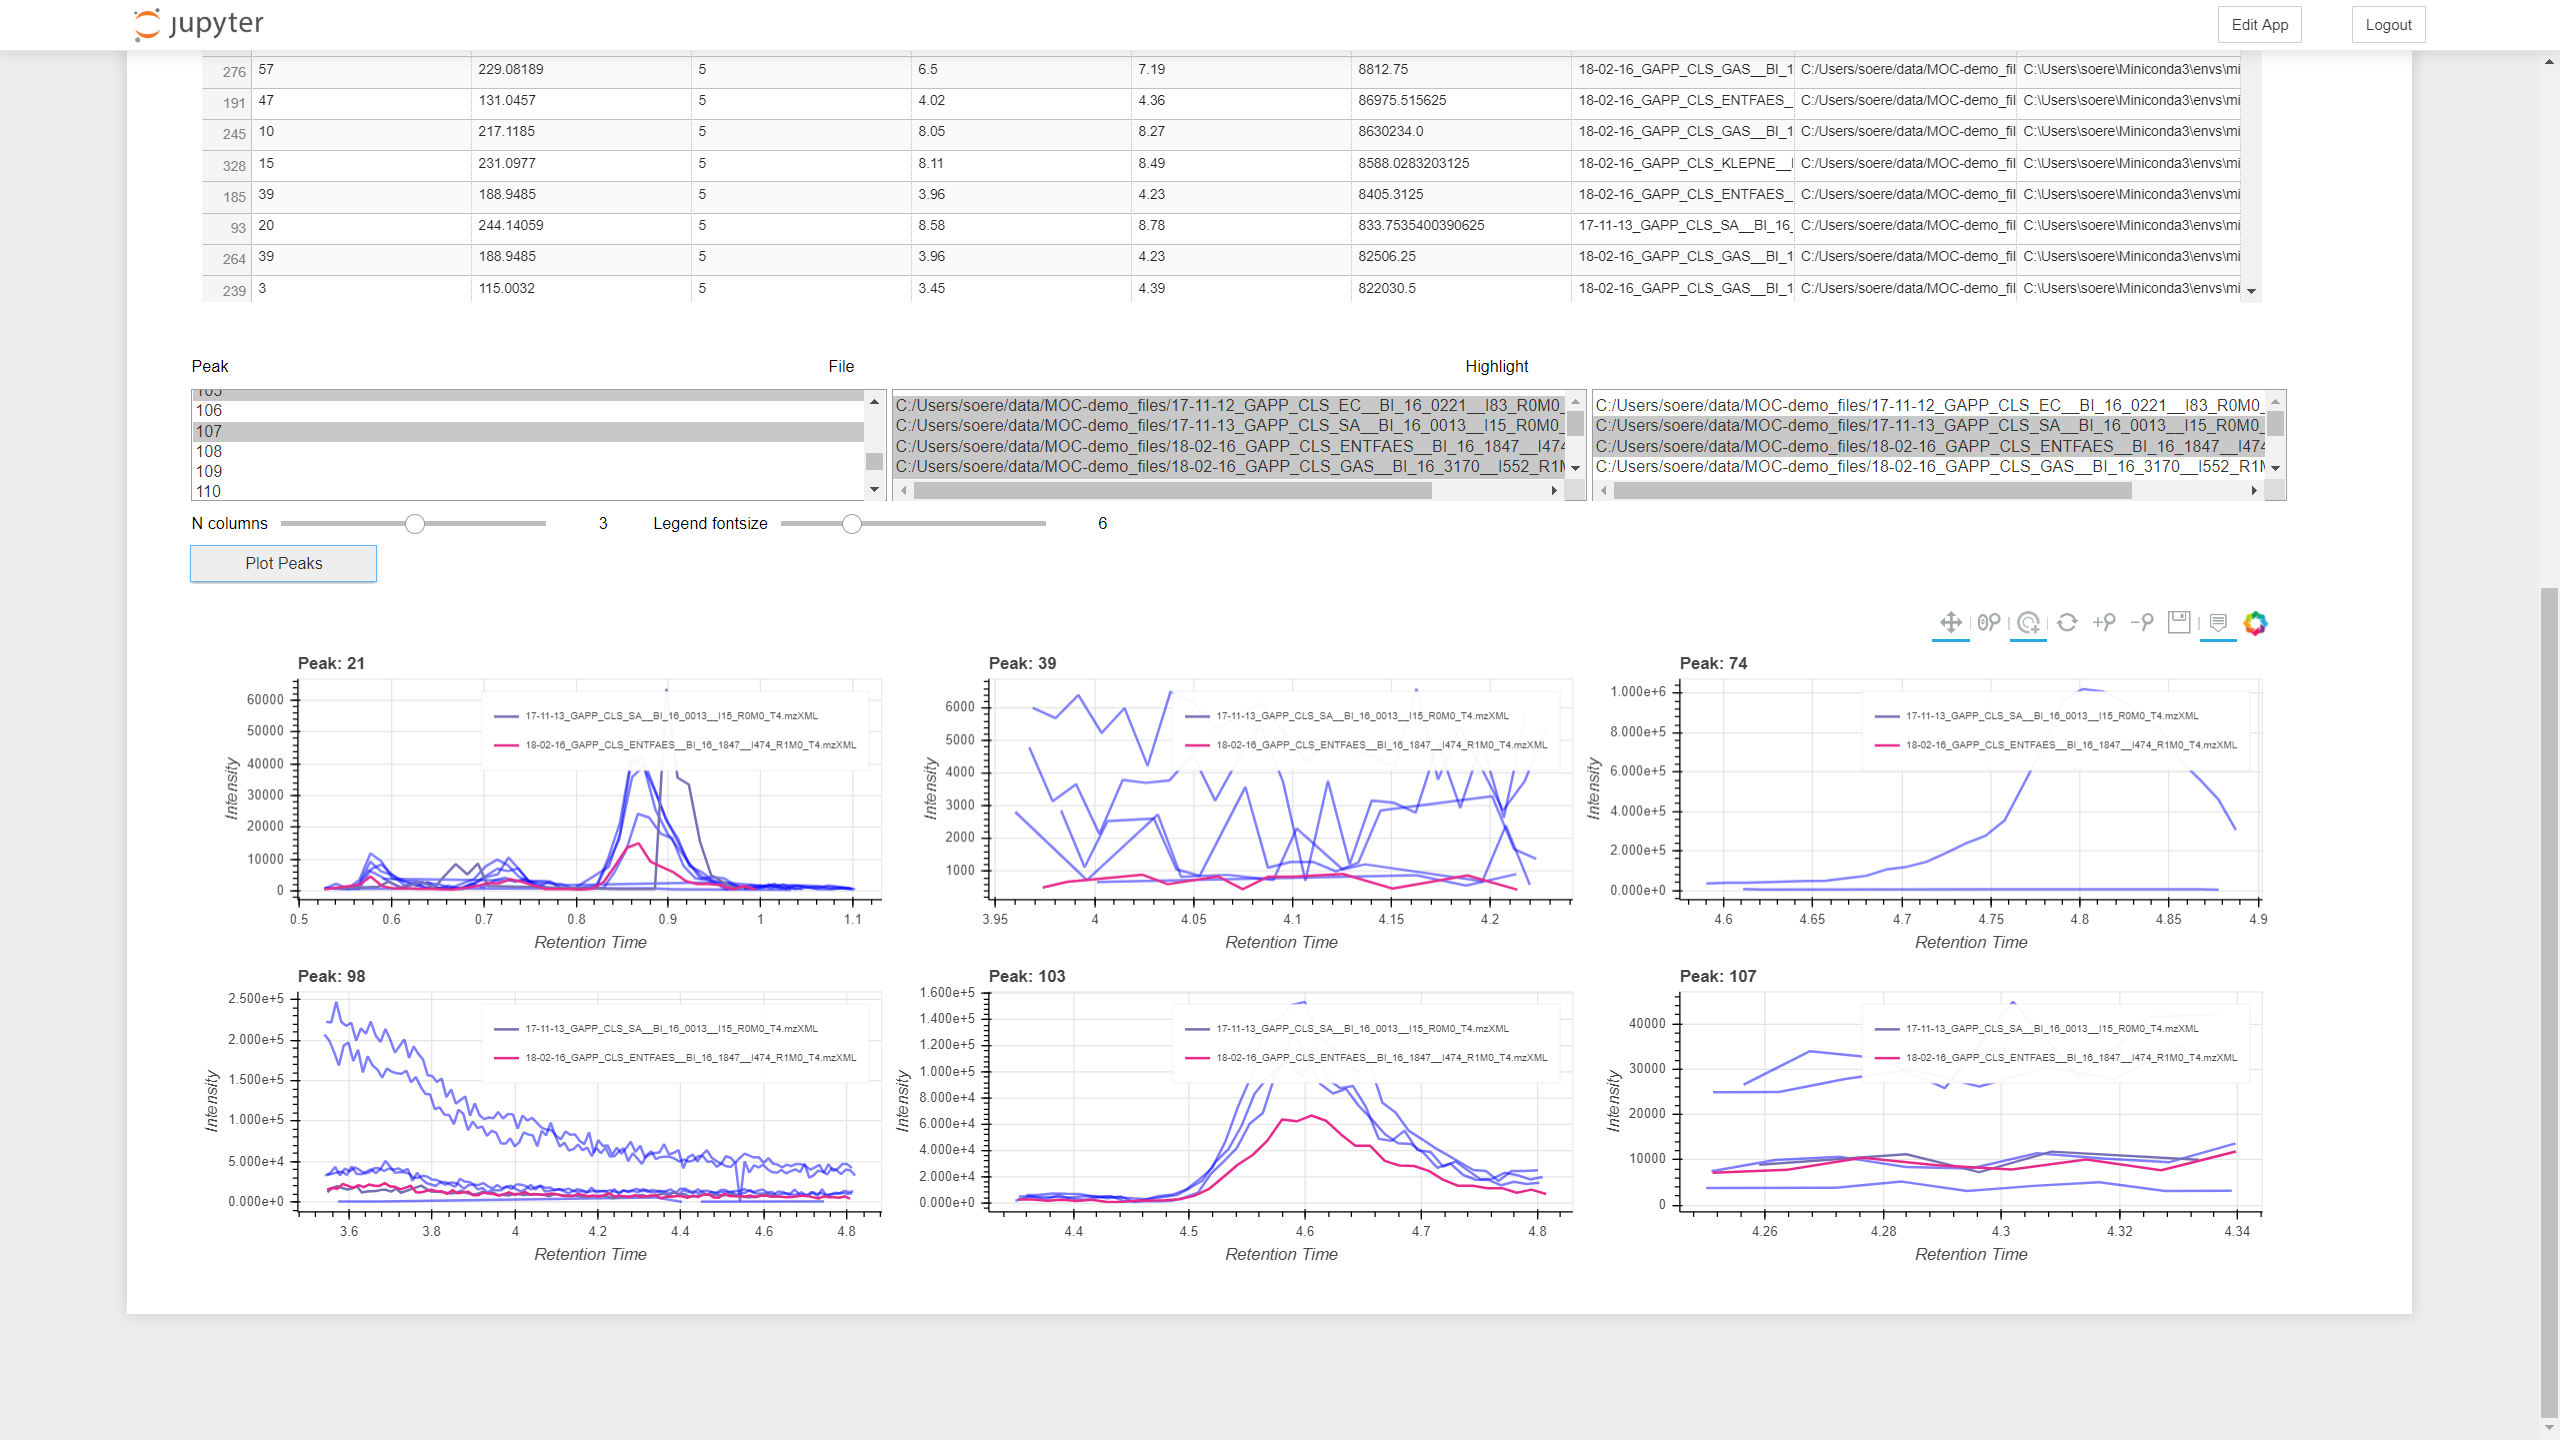 jupyter
Edit App
Logout
276 57 229.08189 5 6.5 7.19 8812.75 18-02-16_GAPP_CLS_GAS__BI_1 C:/Users/soere/data/MOC-demo_fil C:\Users\soere\Miniconda3\envs\mi
191 47 131.0457 5 4.02 4.36 86975.515625 18-02-16_GAPP_CLS_ENTFAES_ C:/Users/soere/data/MOC-demo_fil C:\Users\soere\Miniconda3\envs\mi
245 10 217.1185 5 8.05 8.27 8630234.0 18-02-16_GAPP_CLS_GAS__BI_1 C:/Users/soere/data/MOC-demo_fil C:\Users\soere\Miniconda3\envs\mi
328 15 231.0977 5 8.11 8.49 8588.0283203125 18-02-16_GAPP_CLS_KLEPNE__ C:/Users/soere/data/MOC-demo_fil C:\Users\soere\Miniconda3\envs\mi
185 39 188.9485 5 3.96 4.23 8405.3125 18-02-16_GAPP_CLS_ENTFAES_ C:/Users/soere/data/MOC-demo_fil C:\Users\soere\Miniconda3\envs\mi
93 20 244.14059 5 8.58 8.78 833.7535400390625 17-11-13_GAPP_CLS_SA__BI_16_ C:/Users/soere/data/MOC-demo_fil C:\Users\soere\Miniconda3\envs\mi
264 39 188.9485 5 3.96 4.23 82506.25 18-02-16_GAPP_CLS_GAS__BI_1 C:/Users/soere/data/MOC-demo_fil C:\Users\soere\Miniconda3\envs\mi
239 3 115.0032 5 3.45 4.39 822030.5 18-02-16_GAPP_CLS_GAS__BI_1 C:/Users/soere/data/MOC-demo_fil C:\Users\soere\Miniconda3\envs\mi
Peak
105
106
107
108
109
110
File
C:/Users/soere/data/MOC-demo_files/17-11-12_GAPP_CLS_EC__BI_16_0221__I83_R0M0_
C:/Users/soere/data/MOC-demo_files/17-11-13_GAPP_CLS_SA__BI_16_0013__I15_R0M0_
C:/Users/soere/data/MOC-demo_files/18-02-16_GAPP_CLS_ENTFAES__BI_16_1847__I474
C:/Users/soere/data/MOC-demo_files/18-02-16_GAPP_CLS_GAS__BI_16_3170__I552_R1M
Highlight
C:/Users/soere/data/MOC-demo_files/17-11-12_GAPP_CLS_EC__BI_16_0221__I83_R0M0_
C:/Users/soere/data/MOC-demo_files/17-11-13_GAPP_CLS_SA__BI_16_0013__I15_R0M0_
C:/Users/soere/data/MOC-demo_files/18-02-16_GAPP_CLS_ENTFAES__BI_16_1847__I474
C:/Users/soere/data/MOC-demo_files/18-02-16_GAPP_CLS_GAS__BI_16_3170__I552_R1M
N columns 3 Legend fontsize 6
Plot Peaks
Peak: 21
60000
50000
40000
30000
20000
10000
0
Intensity
17-11-13_GAPP_CLS_SA__BI_16_0013__I15_R0M0_T4.mzXML
18-02-16_GAPP_CLS_ENTFAES__BI_16_1847__I474_R1M0_T4.mzXML
0.5 0.6 0.7 0.8 0.9 1 1.1
Retention Time
Peak: 39
6000
5000
4000
3000
2000
1000
Intensity
17-11-13_GAPP_CLS_SA__BI_16_0013__I15_R0M0_T4.mzXML
18-02-16_GAPP_CLS_ENTFAES__BI_16_1847__I474_R1M0_T4.mzXML
3.95 4 4.05 4.1 4.15 4.2
Retention Time
Peak: 74
1.000e+6
8.000e+5
6.000e+5
4.000e+5
2.000e+5
0.000e+0
Intensity
17-11-13_GAPP_CLS_SA__BI_16_0013__I15_R0M0_T4.mzXML
18-02-16_GAPP_CLS_ENTFAES__BI_16_1847__I474_R1M0_T4.mzXML
4.6 4.65 4.7 4.75 4.8 4.85 4.9
Retention Time
Peak: 98
2.500e+5
2.000e+5
1.500e+5
1.000e+5
5.000e+4
0.000e+0
Intensity
17-11-13_GAPP_CLS_SA__BI_16_0013__I15_R0M0_T4.mzXML
18-02-16_GAPP_CLS_ENTFAES__BI_16_1847__I474_R1M0_T4.mzXML
3.6 3.8 4 4.2 4.4 4.6 4.8
Retention Time
Peak: 103
1.600e+5
1.400e+5
1.200e+5
1.000e+5
8.000e+4
6.000e+4
4.000e+4
2.000e+4
0.000e+0
Intensity
17-11-13_GAPP_CLS_SA__BI_16_0013__I15_R0M0_T4.mzXML
18-02-16_GAPP_CLS_ENTFAES__BI_16_1847__I474_R1M0_T4.mzXML
4.4 4.5 4.6 4.7 4.8
Retention Time
Peak: 107
40000
30000
20000
10000
0
Intensity
17-11-13_GAPP_CLS_SA__BI_16_0013__I15_R0M0_T4.mzXML
18-02-16_GAPP_CLS_ENTFAES__BI_16_1847__I474_R1M0_T4.mzXML
4.26 4.28 4.3 4.32 4.34
Retention Time